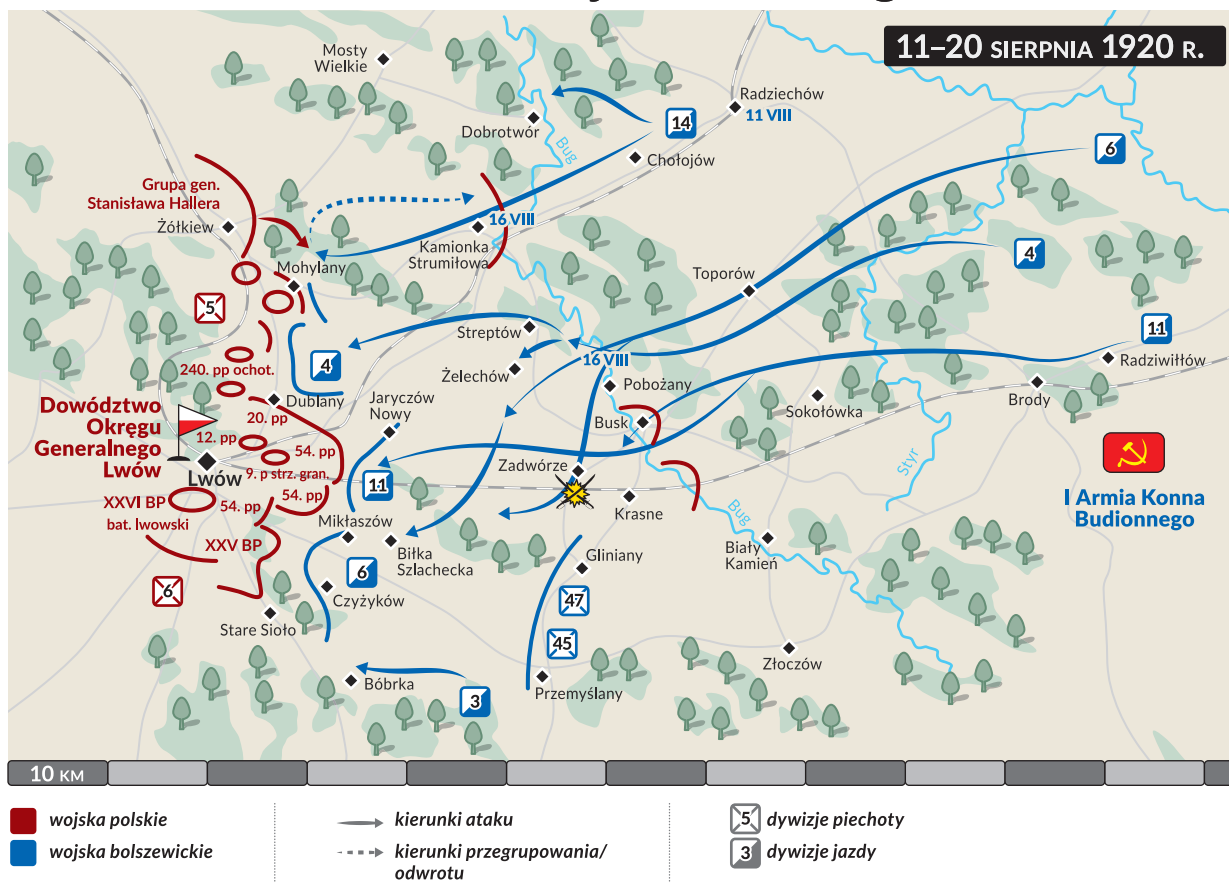 11–20 SIERPNIA 1920 R.
Mosty
Wielkie
Radziechów
11 VIII
14
Dobrotwór
Bug
Chołojów
6
Grupa gen.
Stanisława Hallera
Żółkiew
16 VIII
Kamionka
Strumiłowa
4
Mohylany
Toporów
5
Streptów
11
4
16 VIII
Radziwiłłów
240. pp ochot.
Żelechów
Pobożany
Dublany
Jaryczów
Nowy
Sokołówka
Brody
Dowództwo
Okręgu
Generalnego
Lwów
20. pp
12. pp
54. pp
Busk
Lwów
9. p strz. gran.
Zadwórze
Styr
11
54. pp
XXVI BP
54. pp
bat. lwowski
Krasne
I Armia Konna
Budionnego
Mikłaszów
Bug
XXV BP
Biłka
Szlachecka
Gliniany
Biały
Kamień
6
6
Czyżyków
47
Stare Sioło
45
Złoczów
Bóbrka
3
Przemyślany
10 KM
wojska polskie
wojska bolszewickie
kierunki ataku
kierunki przegrupowania/
odwrotu
5 dywizje piechoty
3 dywizje jazdy